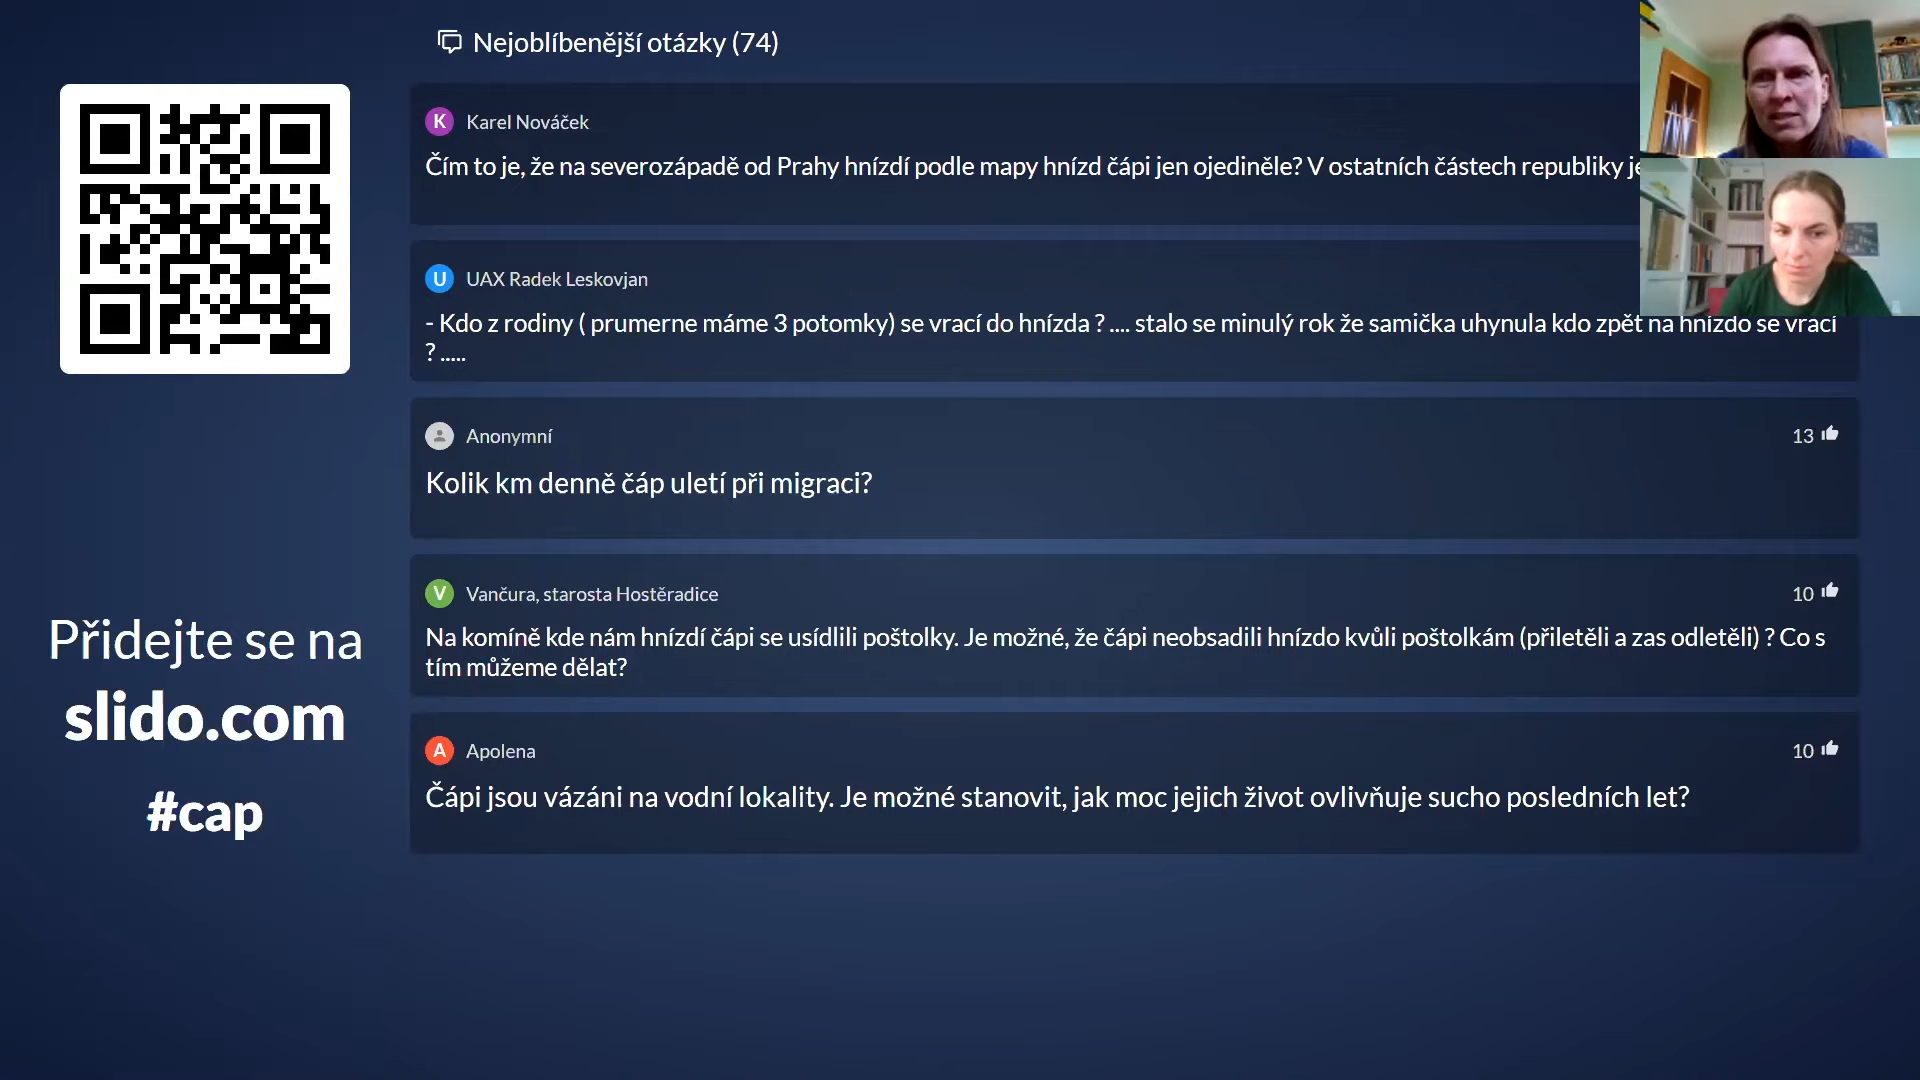 Nejoblíbenější otázky (74)
K Karel Nováček
Čím to je, že na severozápadě od Prahy hnízdí podle mapy hnízd čápi jen ojediněle? V ostatních částech republiky
U UAX Radek Leskovjan
- Kdo z rodiny ( prumerne máme 3 potomky) se vrací do hnízda ? .... stalo se minulý rok že samička uhynula kdo zpět na hnízdo se vrací
? .....
Anonymní 13
Kolik km denně čáp uletí při migraci?
V Vančura, starosta Hostěradice 10
Na komíně kde nám hnízdí čápi se usídlili poštolky. Je možné, že čápi neobsadili hnízdo kvůli poštolkám (přiletěli a zas odletěli) ? Co s
tím můžeme dělat?
A Apolena 10
Čápi jsou vázáni na vodní lokality. Je možné stanovit, jak moc jejich život ovlivňuje sucho posledních let?
Přidejte se na
slido.com
#cap